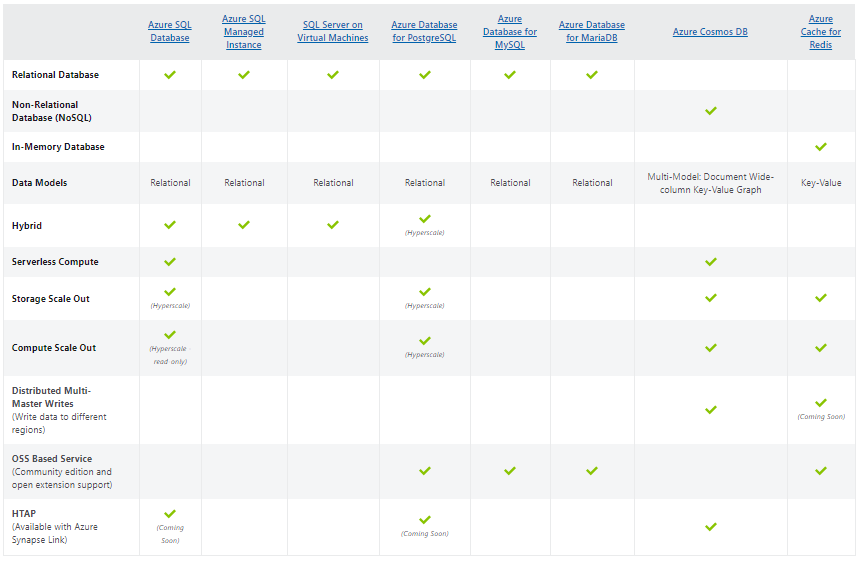 Azure SQL Database
Azure SQL Managed Instance
SQL Server on Virtual Machines
Azure Database for PostgreSQL
Azure Database for MySQL
Azure Database for MariaDB
Azure Cosmos DB
Azure Cache for Redis
Relational Database
Non-Relational
Database (NoSQL)
In-Memory Database
Data Models
Relational
Relational
Relational
Relational
Relational
Relational
Multi-Model: Document Wide-
column Key-Value Graph
Key-Value
Hybrid
(Hyperscale)
Serverless Compute
Storage Scale Out
(Hyperscale)
(Hyperscale)
Compute Scale Out
(Hyperscale
read only)
(Hyperscale)
Distributed Multi-
Master Writes
(Write data to different
regions)
(Coming Soon)
OSS Based Service
(Community edition and
open extension support)
HTAP
(Available with Azure
Synapse Link)
(Coming
Soon)
(Coming Soon)